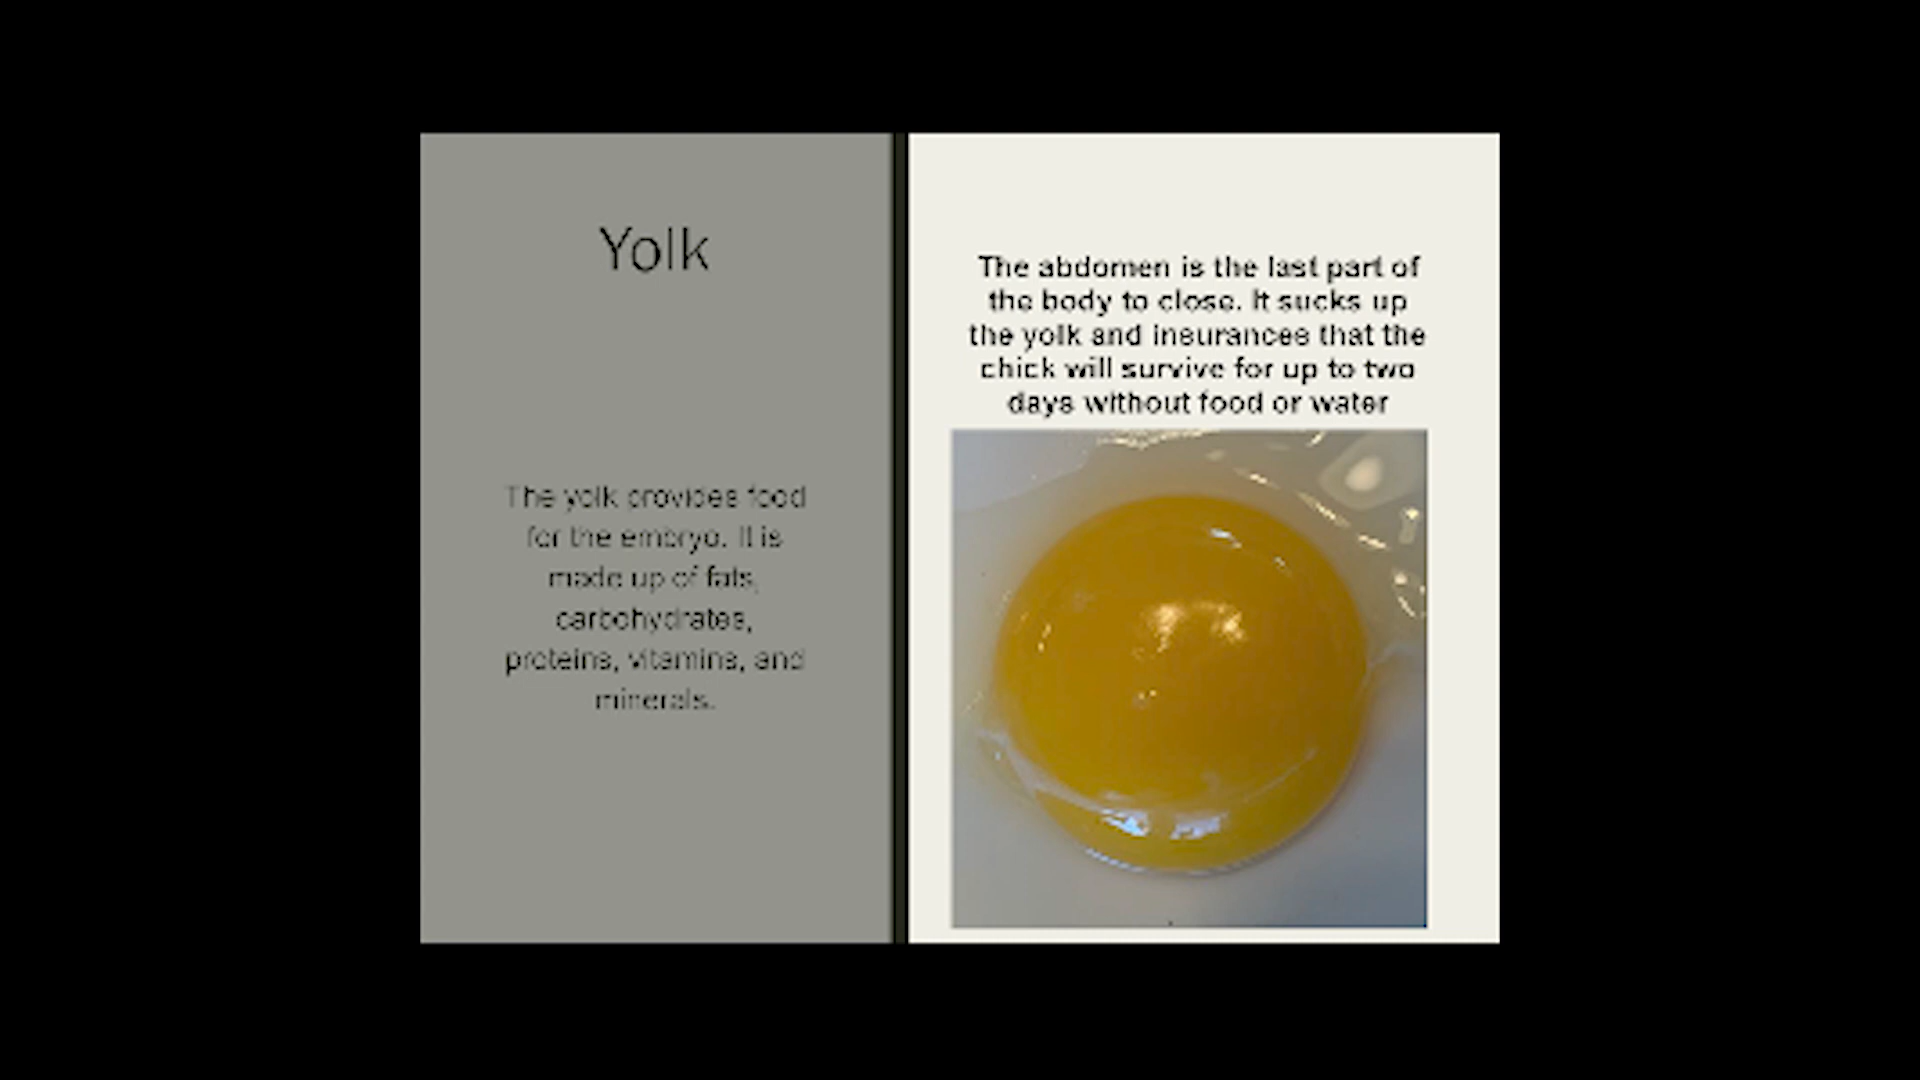 Yolk
The yolk provides food
for the embryo. It is
made up of fats,
carbohydrates,
proteins, vitamins, and
minerals.
The abdomen is the last part of
the body to close. It sucks up
the yolk and insurances that the
chick will survive for up to two
days without food or water